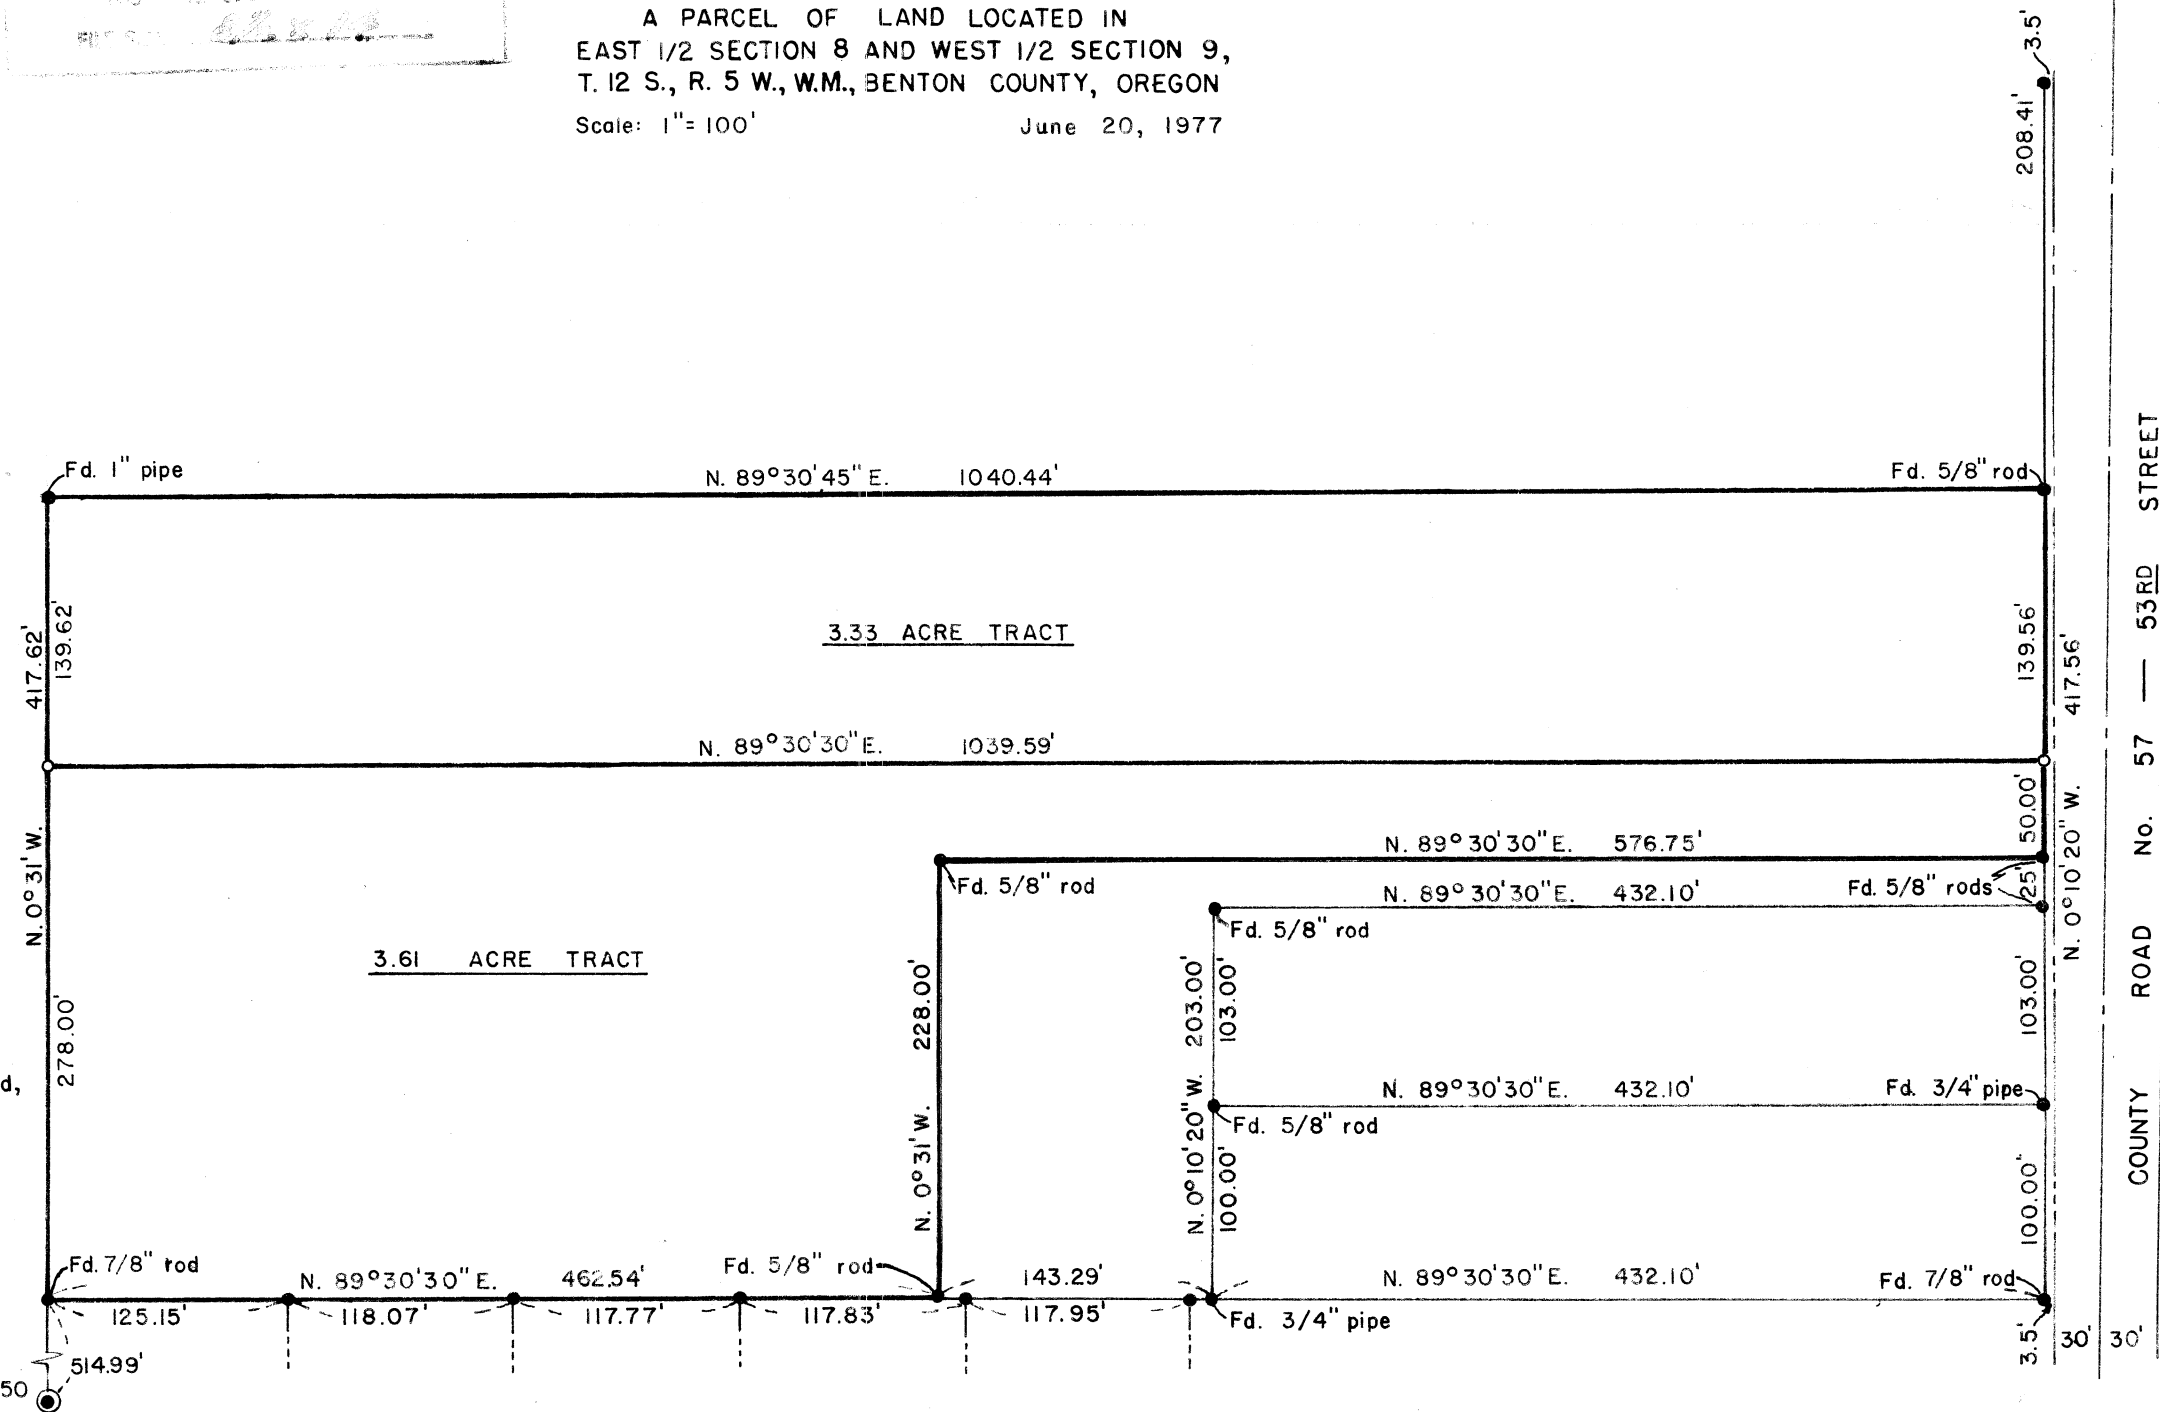 A PARCEL OF LAND LOCATED IN
EAST 1/2 SECTION 8 AND WEST 1/2 SECTION 9,
T. 12 S., R. 5 W., W.M., BENTON COUNTY, OREGON
Scale: 1"= 100' June 20, 1977
3.5'
208.41'
Fd. 1" pipe
N. 89°30'45" E. 1040.44'
Fd. 5/8" rod
417.62'
139.62'
3.33 ACRE TRACT
139.56'
417.56'
N. 89°30'30" E. 1039.59'
50.00'
N. 0°10'20" W.
N. 89°30'30" E. 576.75'
Fd. 5/8" rod
Fd. 5/8" rods
25'
N. 89°30'30" E. 432.10'
Fd. 5/8" rod
N. 0°31' W.
278.00'
3.61 ACRE TRACT
228.00'
N. 0°31' W.
203.00'
N. 0°10'20" W.
103.00'
103.00'
d,
N. 89°30'30" E. 432.10'
Fd. 3/4" pipe
Fd. 5/8" rod
100.00'
100.00'
COUNTY ROAD No. 57 — 53RD STREET
Fd. 7/8" rod
N. 89°30'30" E. 462.54'
Fd. 5/8" rod
143.29'
N. 89°30'30" E. 432.10'
Fd. 7/8" rod
125.15'
118.07'
117.77'
117.83'
117.95'
Fd. 3/4" pipe
3.5'
30'
30'
514.99'
50